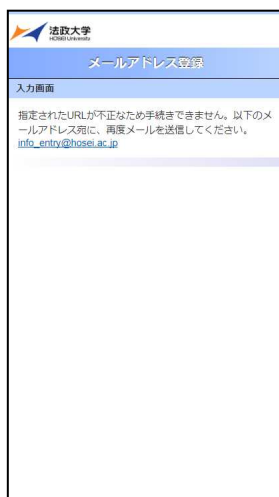 法政大学
HOSEI University
メールアドレス登録
入力画面
指定されたURLが不正なため手続きできません。以下のメ
ールアドレス宛に、再度メールを送信してください。
info_entry@hosei.ac.jp